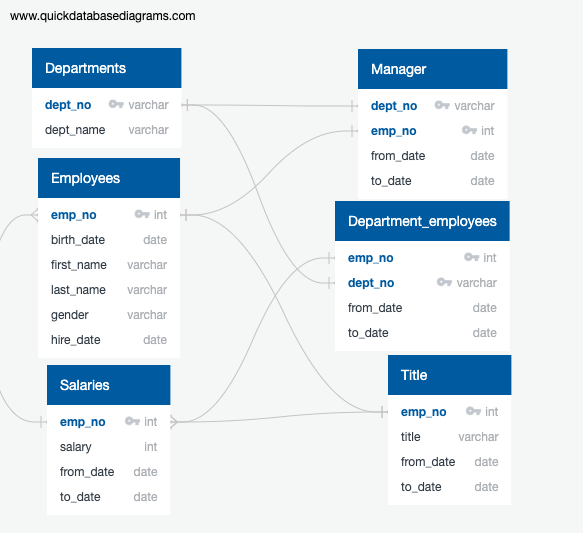 www.quickdatabasediagrams.com
Departments
dept_no varchar
dept_name varchar
Employees
emp_no int
birth_date date
first_name varchar
last_name varchar
gender varchar
hire_date date
Salaries
emp_no int
salary int
from_date date
to_date date
Manager
dept_no varchar
emp_no int
from_date date
to_date date
Department_employees
emp_no int
dept_no varchar
from_date date
to_date date
Title
emp_no int
title varchar
from_date date
to_date date